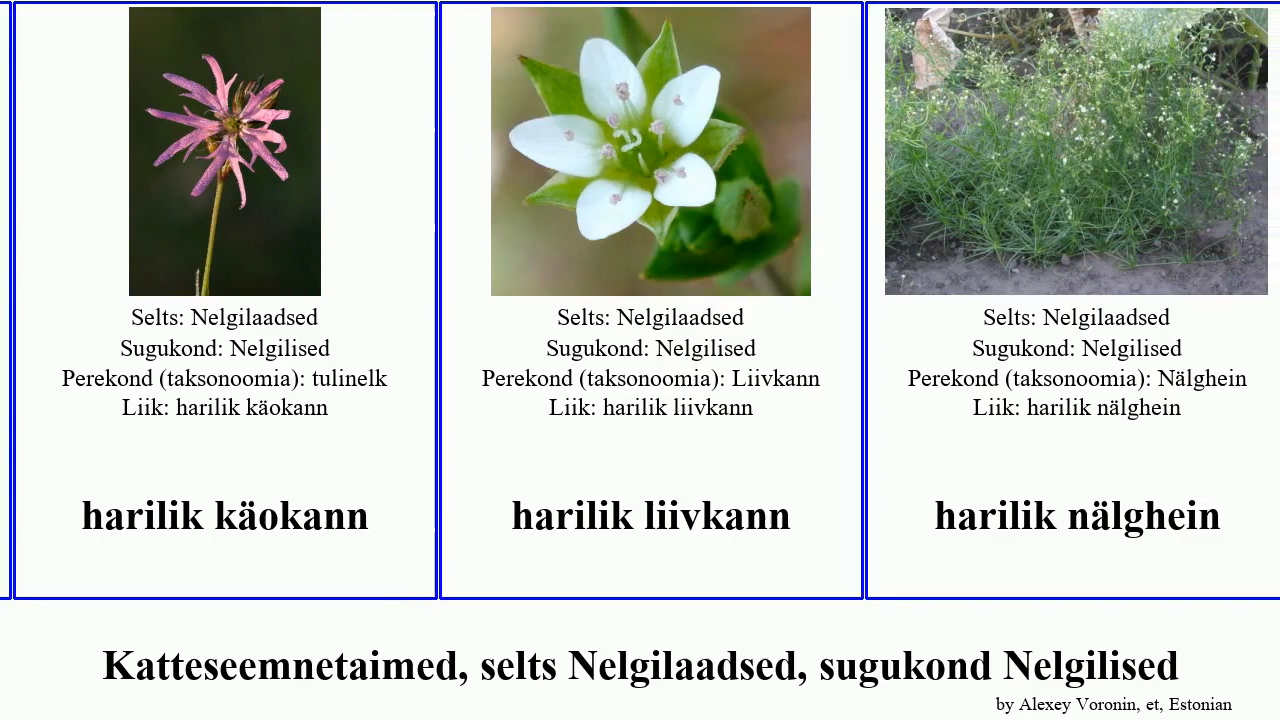 Selts: Nelgilaadsed
Sugukond: Nelgilised
Perekond (taksonoomia): tulinelk
Liik: harilik käokann
harilik käokann
Selts: Nelgilaadsed
Sugukond: Nelgilised
Perekond (taksonoomia): Liivkann
Liik: harilik liivkann
harilik liivkann
Selts: Nelgilaadsed
Sugukond: Nelgilised
Perekond (taksonoomia): Nälghein
Liik: harilik nälghein
harilik nälghein
Katteseemnetaimed, selts Nelgilaadsed, sugukond Nelgilised
by Alexey Voronin, et, Estonian